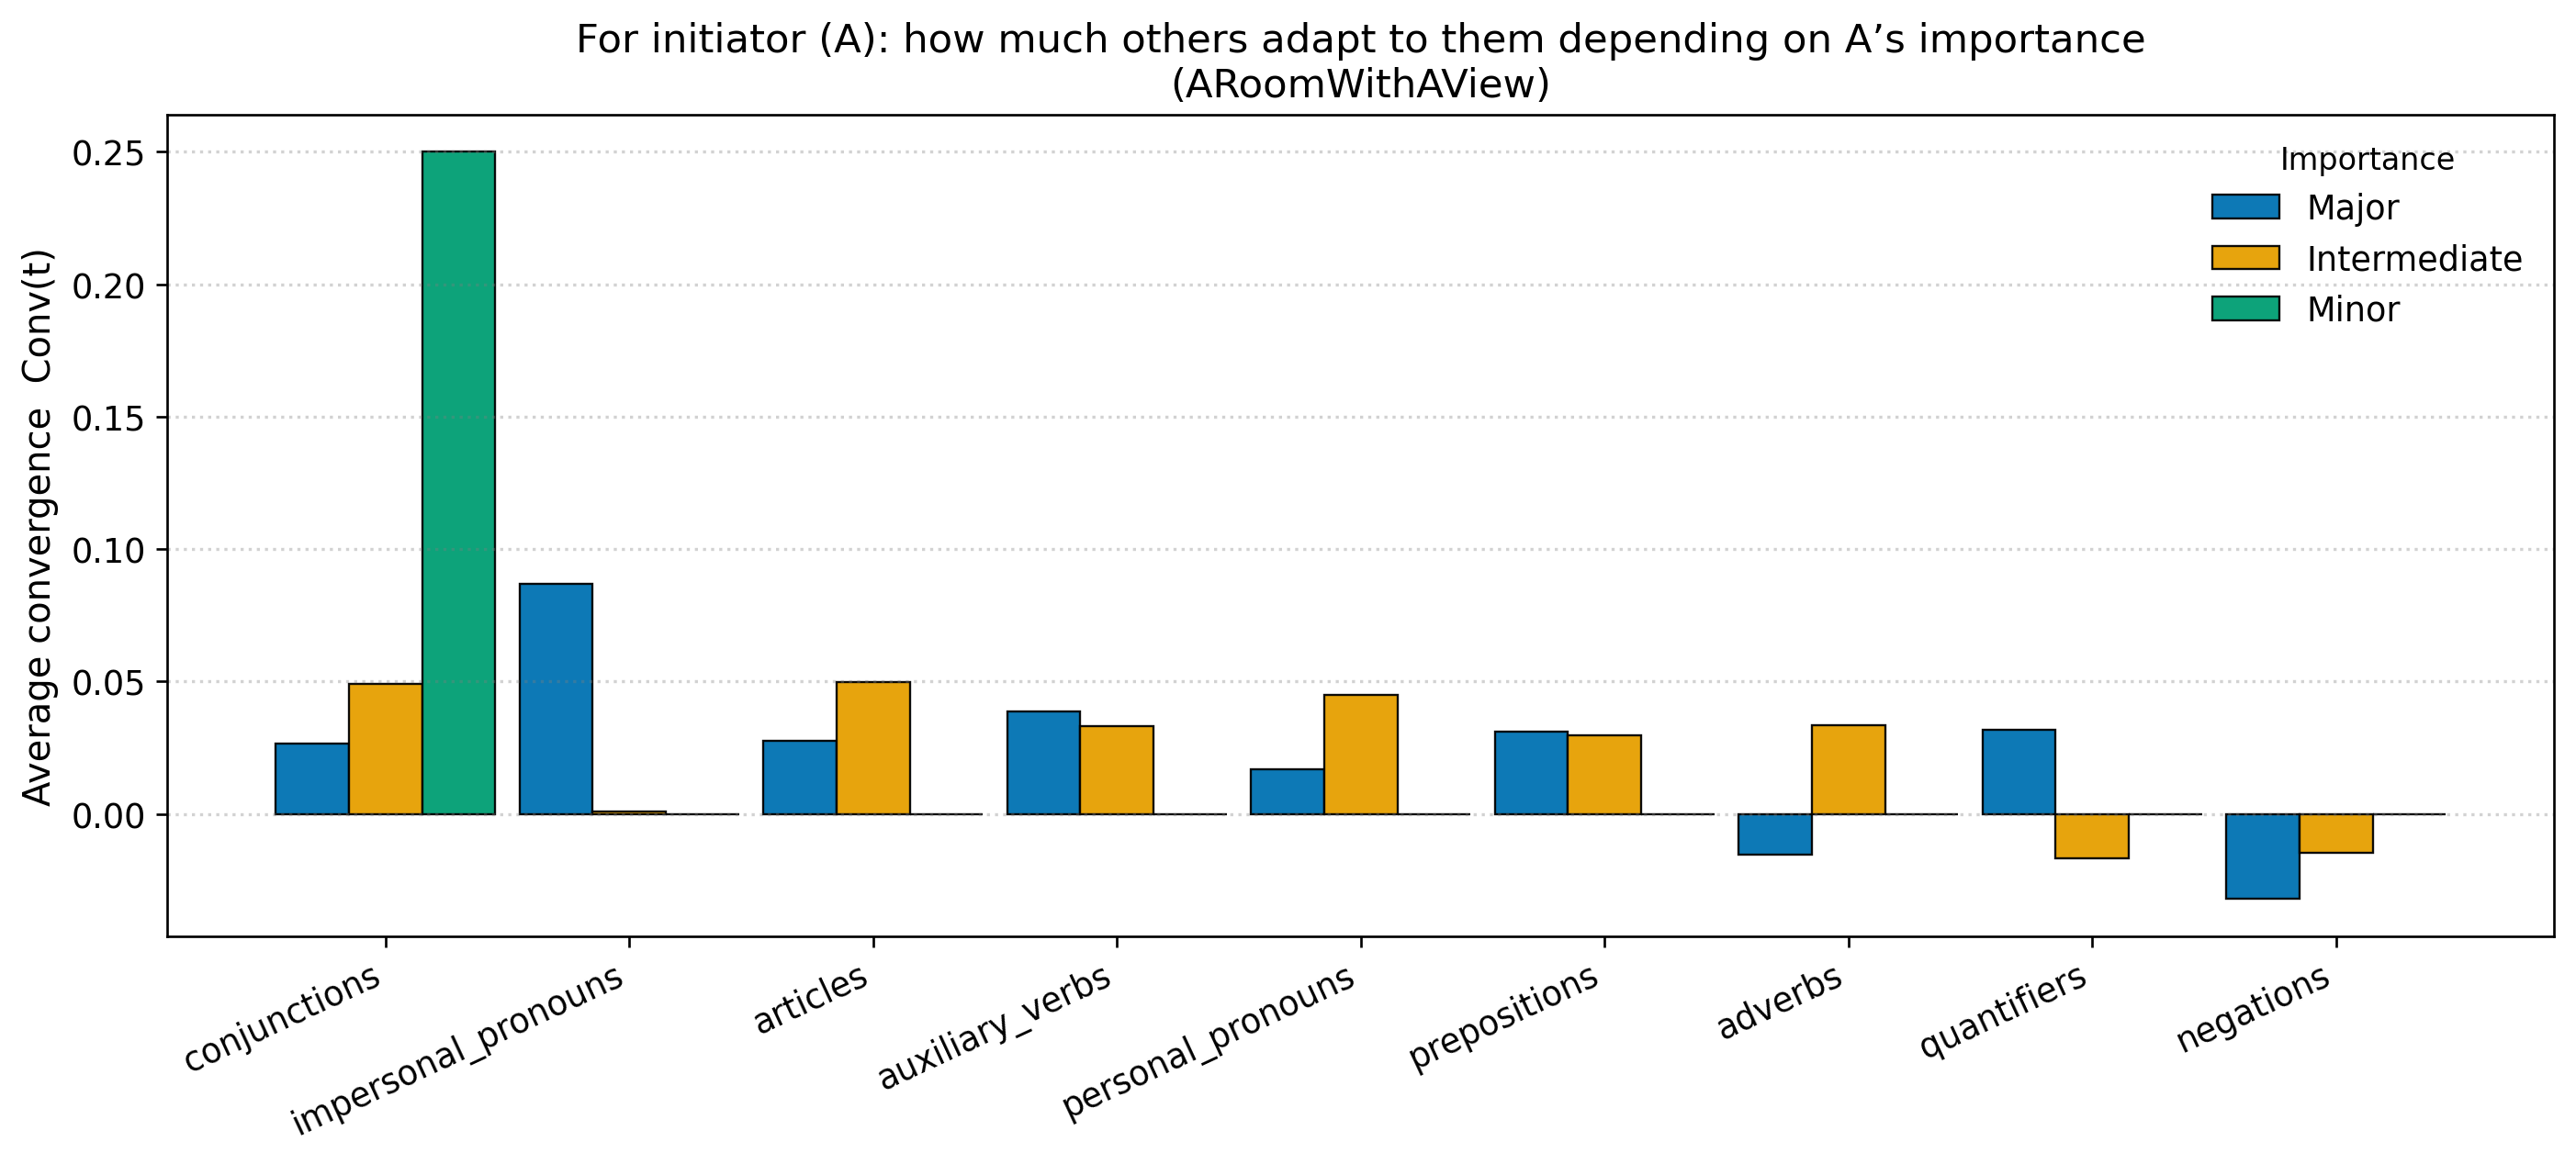 For initiator (A): how much others adapt to them depending on A’s importance
(ARoomWithAView)
Average convergence  Conv(t)
0.25
0.20
0.15
0.10
0.05
0.00
Importance
Major
Intermediate
Minor
conjunctions
impersonal_pronouns
articles
auxiliary_verbs
personal_pronouns
prepositions
adverbs
quantifiers
negations